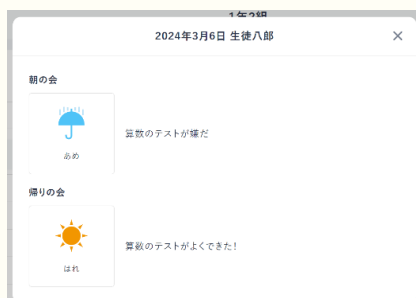 1年2組
2024年3月6日 生徒八郎
朝の会
あめ
算数のテストが嫌だ
帰りの会
はれ
算数のテストがよくできた!